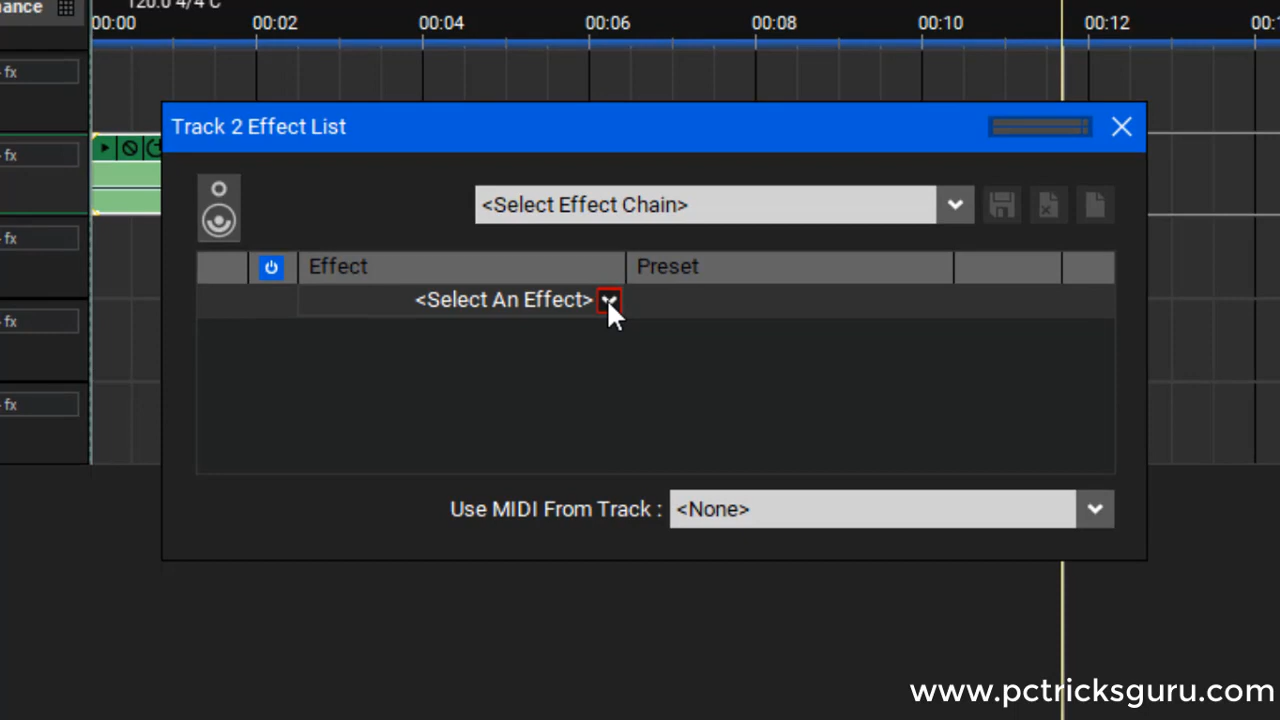 ance
120.0 4/4 C
00:00 00:02 00:04 00:06 00:08 00:10 00:12
fx
Track 2 Effect List
fx
<Select Effect Chain>
fx
Effect Preset
<Select An Effect>
fx
fx
Use MIDI From Track : <None>
www.pctricksguru.com